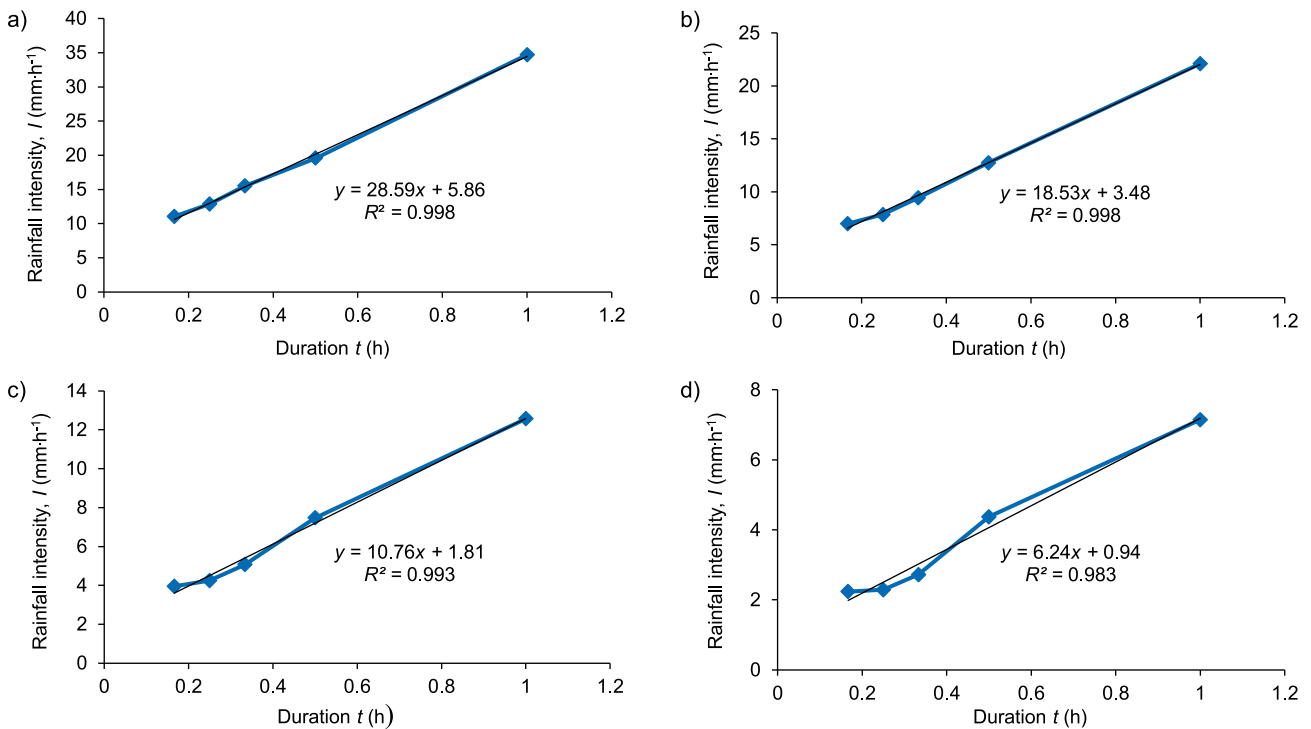 a)
Rainfall intensity, I (mm·h⁻¹)
40
35
30
25
20
15
10
5
0
y = 28.59x + 5.86
R² = 0.998
0 0.2 0.4 0.6 0.8 1 1.2
Duration t (h)
b)
Rainfall intensity, I (mm·h⁻¹)
25
20
15
10
5
0
y = 18.53x + 3.48
R² = 0.998
0 0.2 0.4 0.6 0.8 1 1.2
Duration t (h)
c)
Rainfall intensity, I (mm·h⁻¹)
14
12
10
8
6
4
2
0
y = 10.76x + 1.81
R² = 0.993
0 0.2 0.4 0.6 0.8 1 1.2
Duration t (h)
d)
Rainfall intensity, I (mm·h⁻¹)
8
6
4
2
0
y = 6.24x + 0.94
R² = 0.983
0 0.2 0.4 0.6 0.8 1 1.2
Duration t (h)